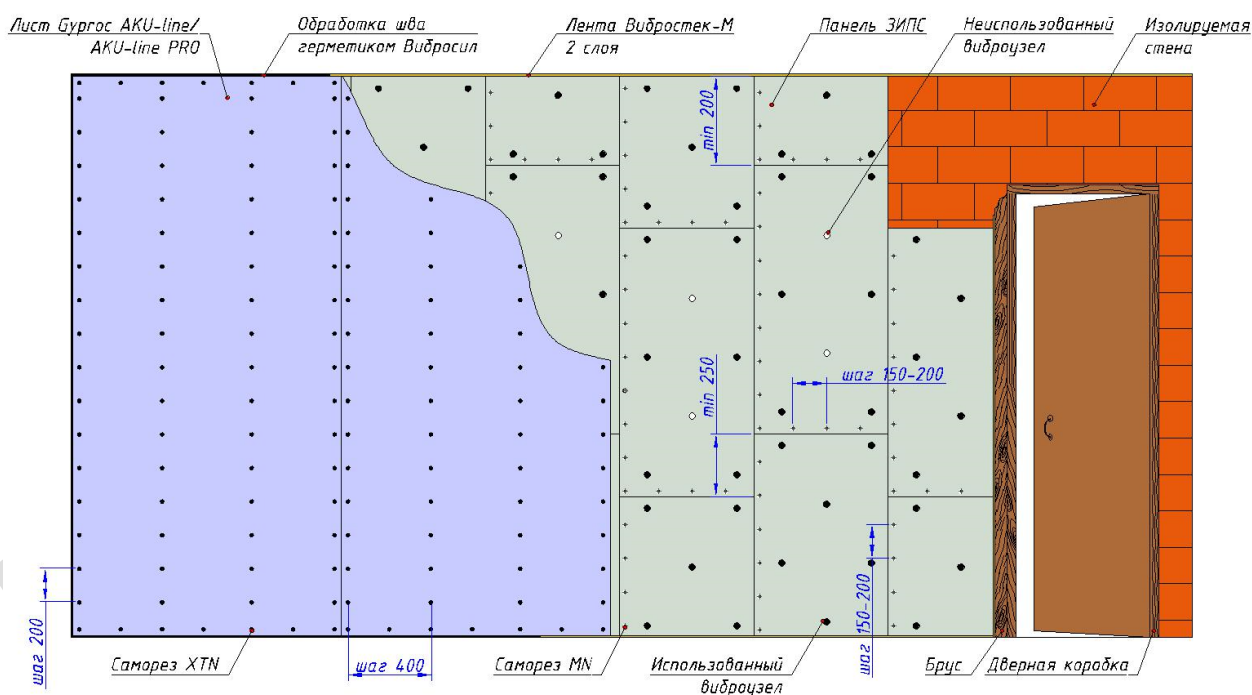 Лист Gyproc AKU-line/
AKU-line PRO
Обработка шва
герметиком Вибросил
Лента Вибростек-М
2 слоя
Панель ЗИПС
Неиспользованный
виброузел
Изолируемая
стена
min 200
min 250
шаг 150-200
шаг 150-200
шаг 200
шаг 400
Саморез XTN
Саморез MN
Использованный
виброузел
Брус
Дверная коробка